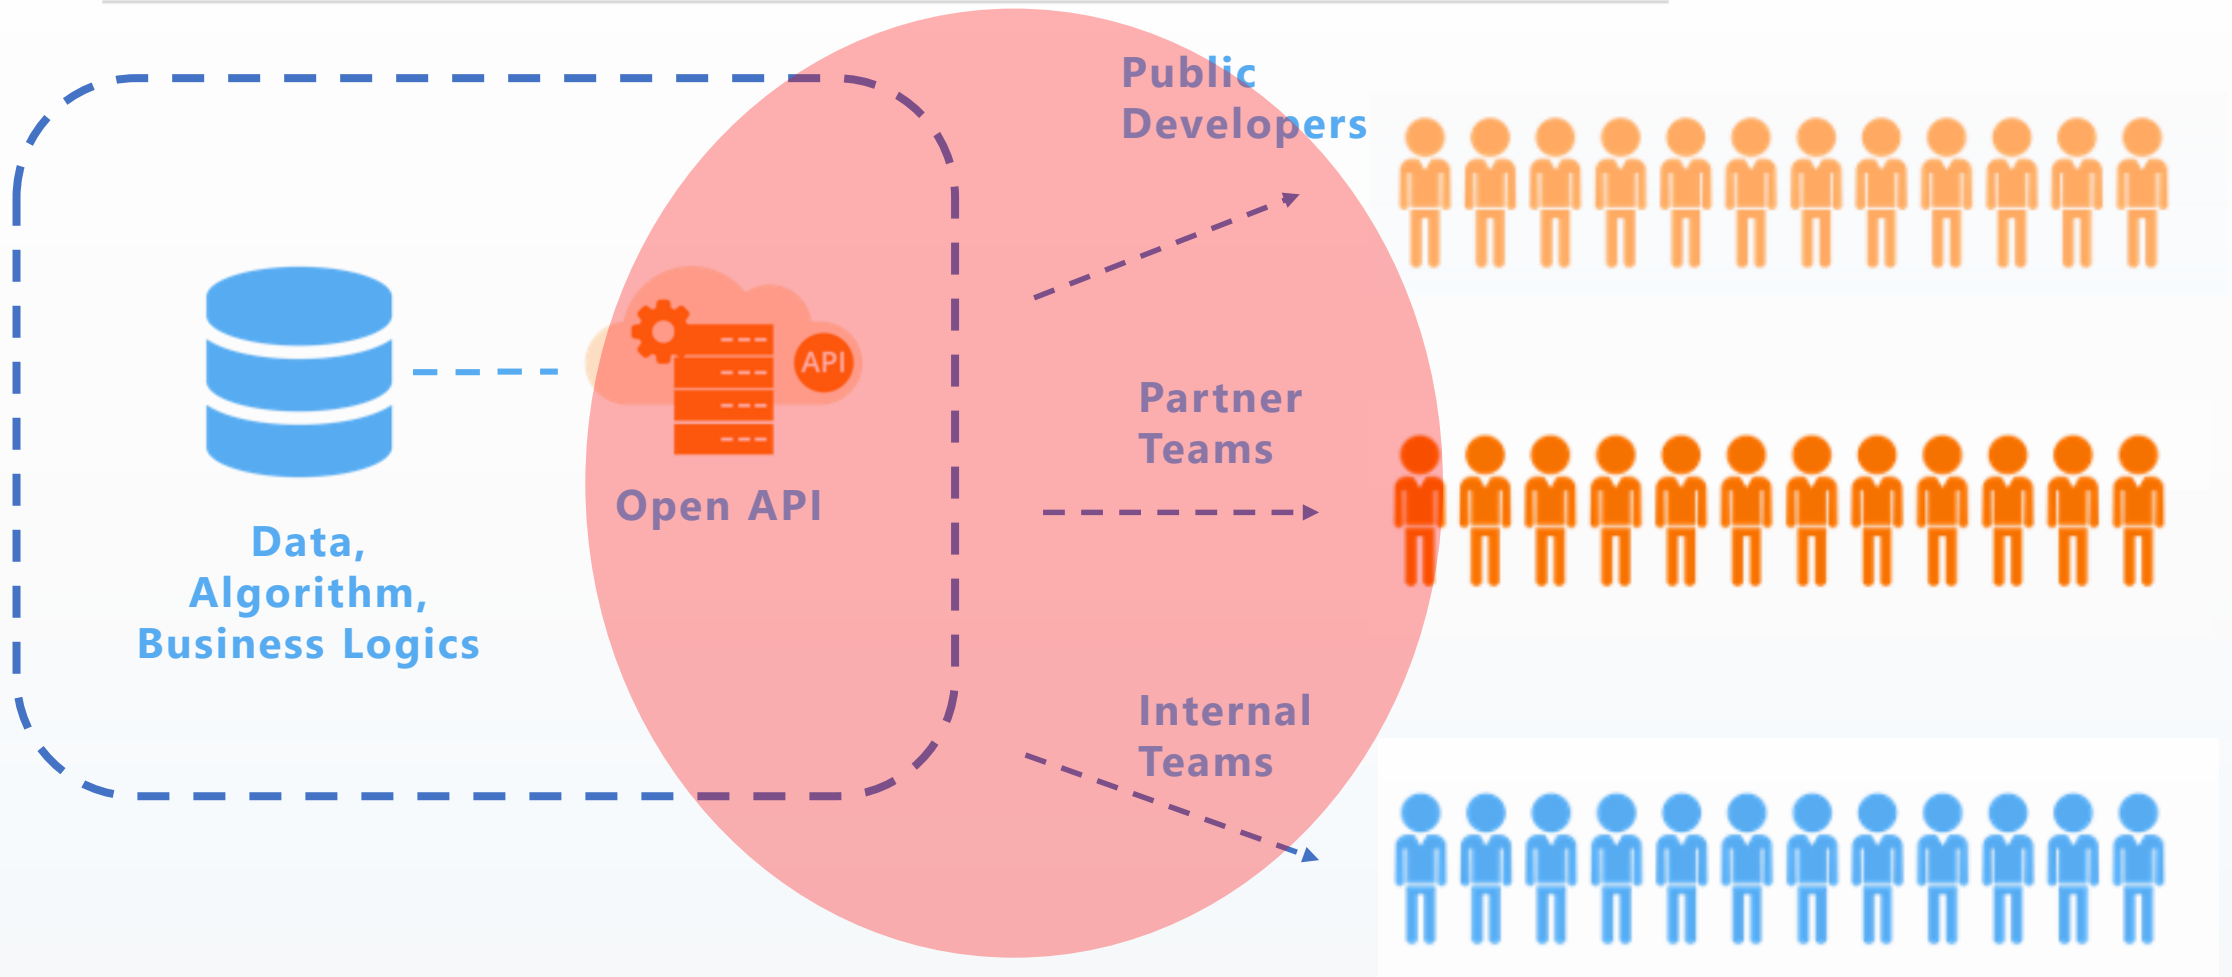 Public
Developers
API
Open API
Partner
Teams
Data,
Algorithm,
Business Logics
Internal
Teams